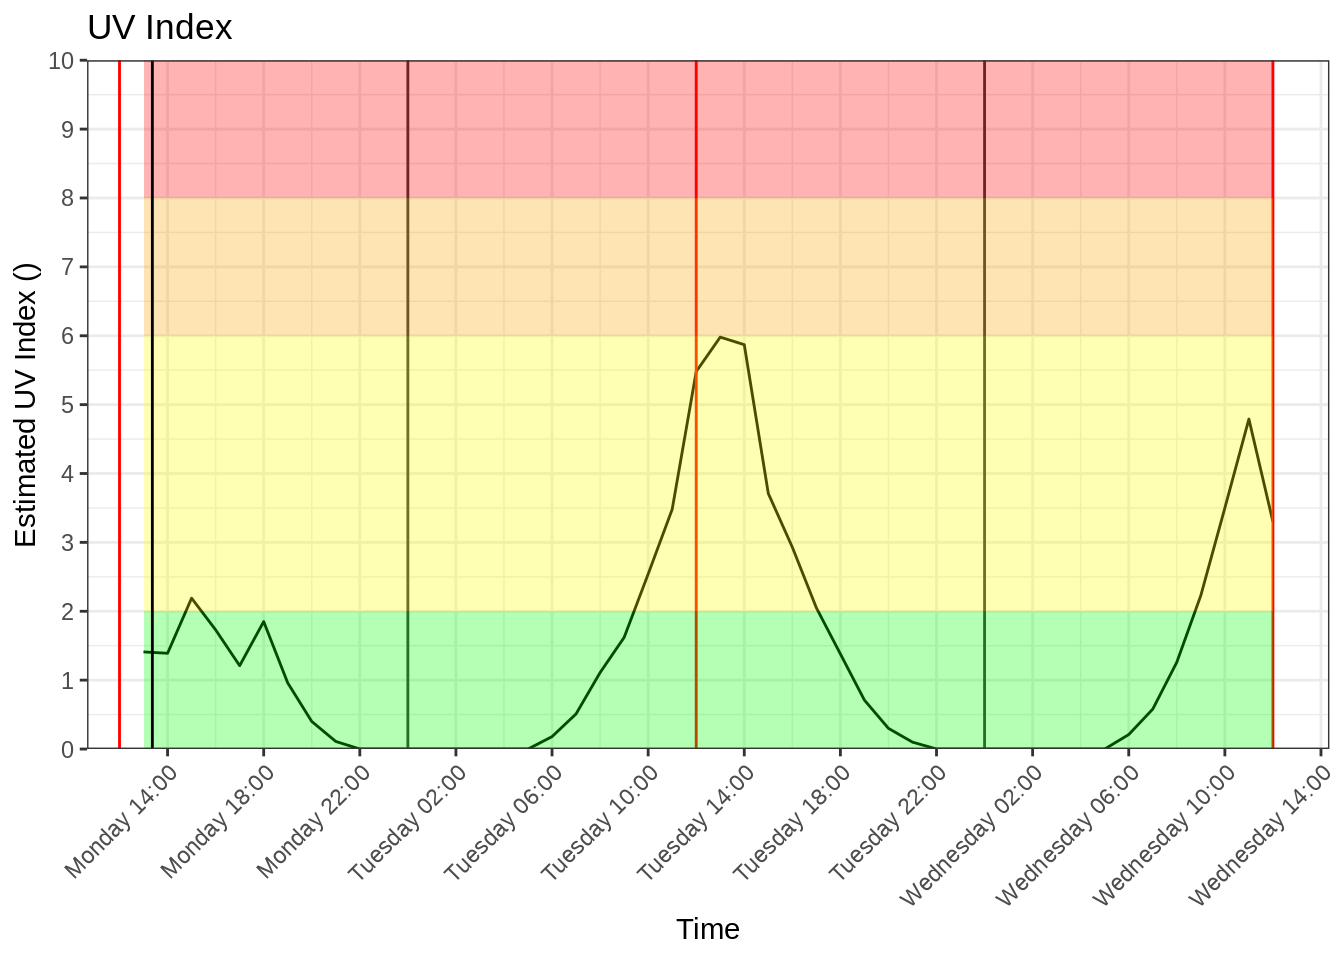 UV Index
Estimated UV Index ()
10
9
8
7
6
5
4
3
2
1
0
Monday 14:00
Monday 18:00
Monday 22:00
Tuesday 02:00
Tuesday 06:00
Tuesday 10:00
Tuesday 14:00
Tuesday 18:00
Tuesday 22:00
Wednesday 02:00
Wednesday 06:00
Wednesday 10:00
Wednesday 14:00
Time